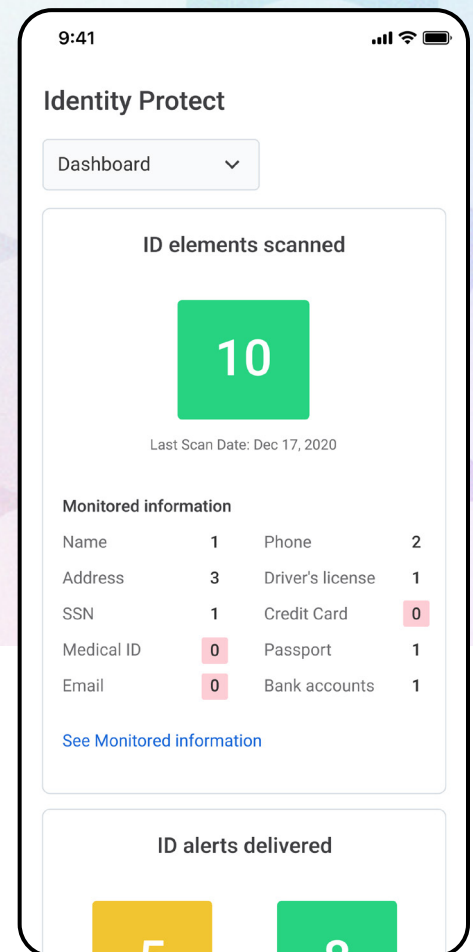 9:41
Identity Protect
Dashboard
ID elements scanned
10
Last Scan Date: Dec 17, 2020
Monitored information
Name 1 Phone 2
Address 3 Driver's license 1
SSN 1 Credit Card 0
Medical ID 0 Passport 1
Email 0 Bank accounts 1
See Monitored information
ID alerts delivered